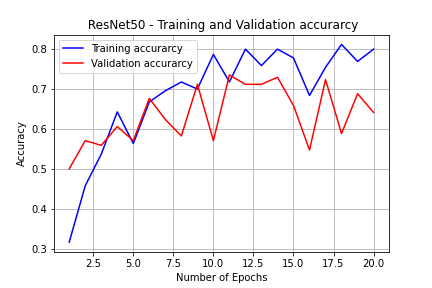 ResNet50 - Training and Validation accurarcy
Training accurarcy
Validation accurarcy
Accuracy
0.8
0.7
0.6
0.5
0.4
0.3
2.5 5.0 7.5 10.0 12.5 15.0 17.5 20.0
Number of Epochs